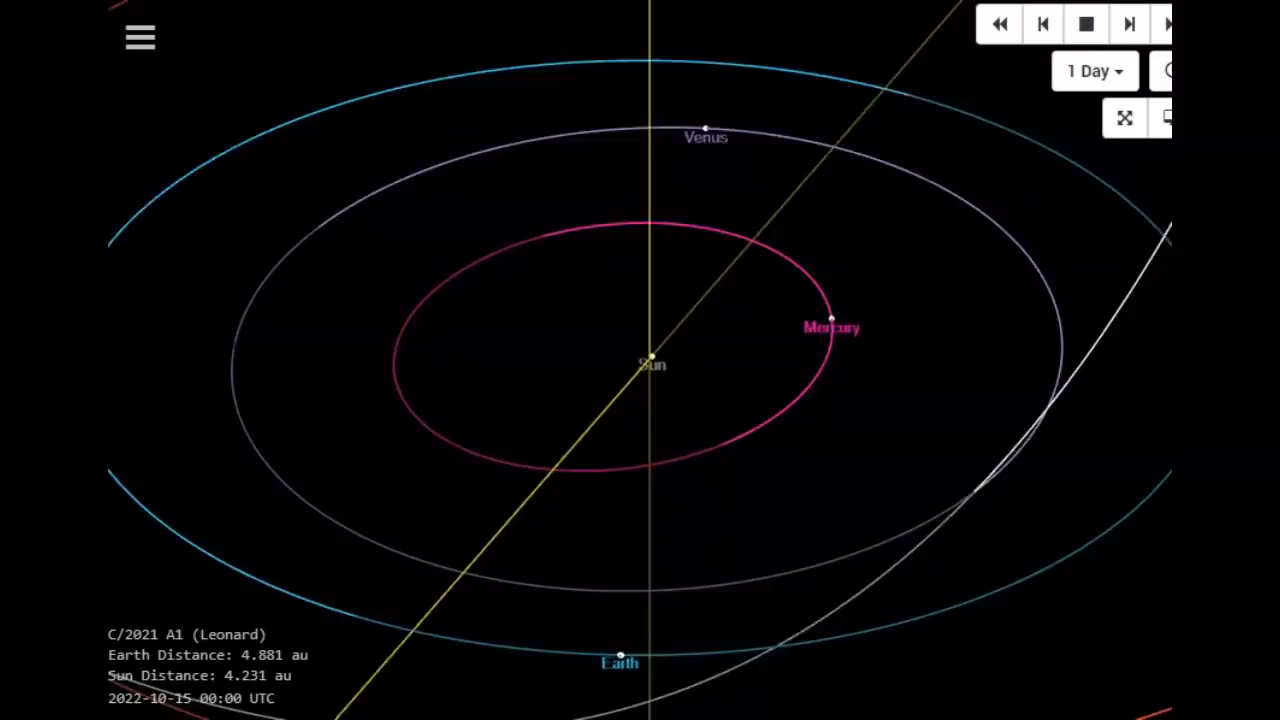 1 Day
Venus
Mercury
Sun
C/2021 A1 (Leonard)
Earth Distance: 4.881 au
Earth
Sun Distance: 4.231 au
2022-10-15 00:00 UTC